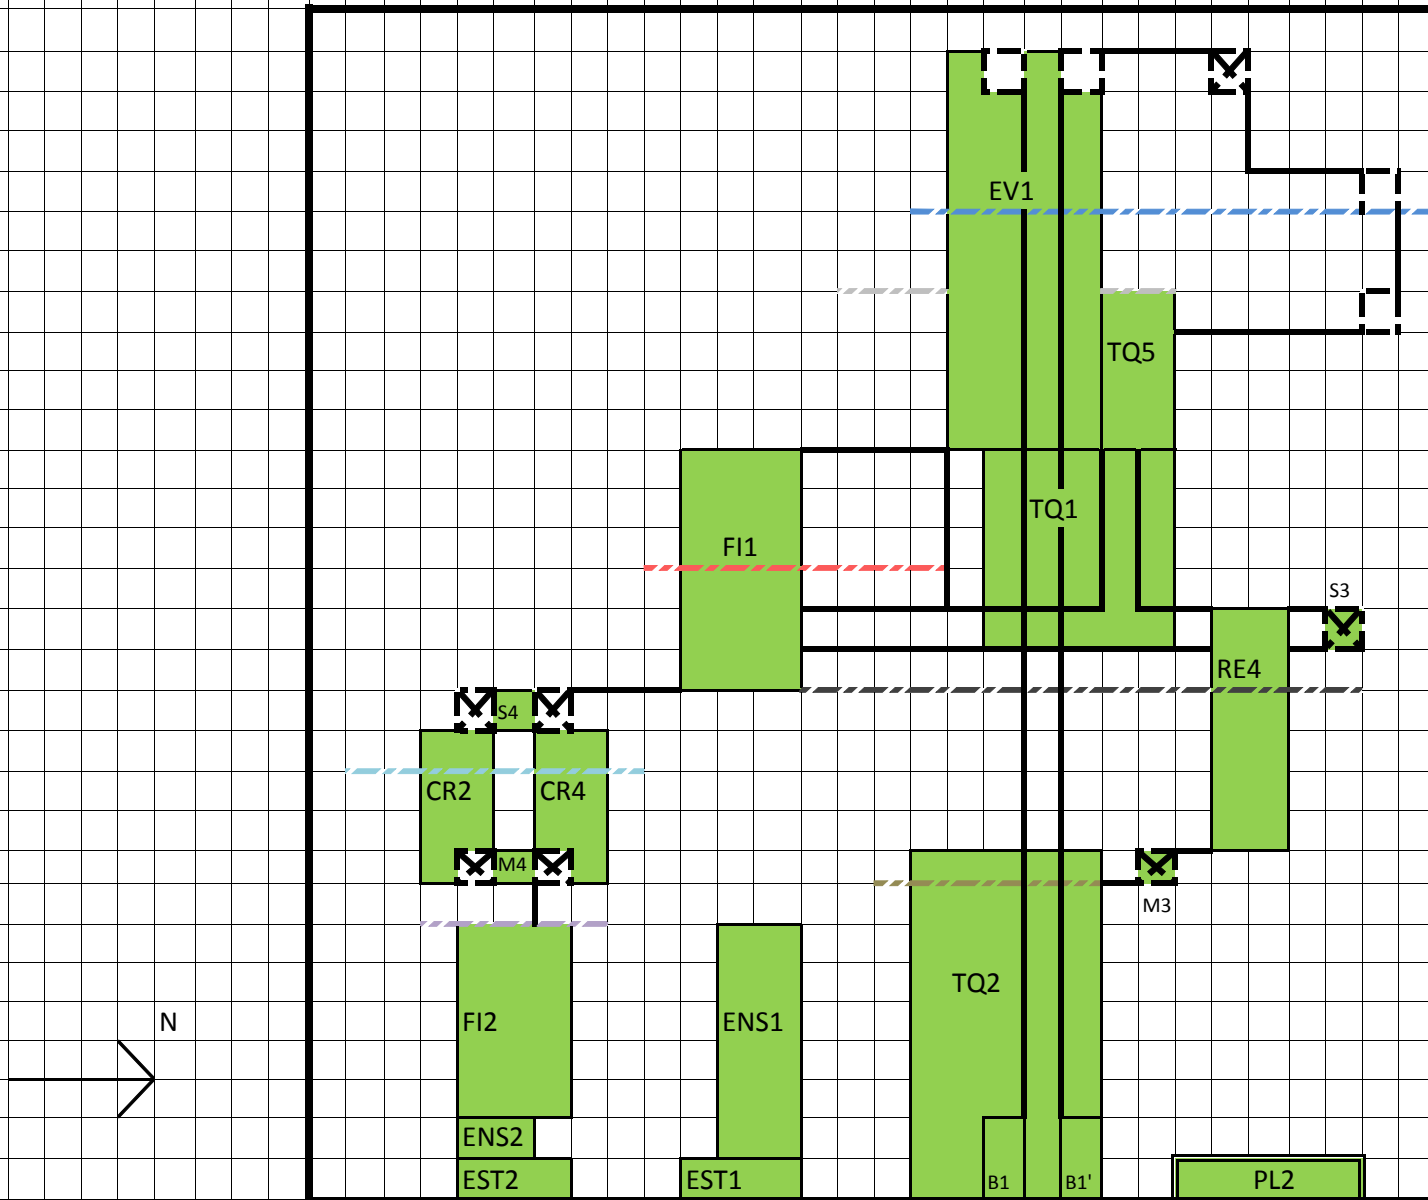 EV1
TQ5
TQ1
FI1
S3
RE4
S4
CR2
CR4
M4
M3
TQ2
N
FI2
ENS1
ENS2
EST2
EST1
B1
B1'
PL2